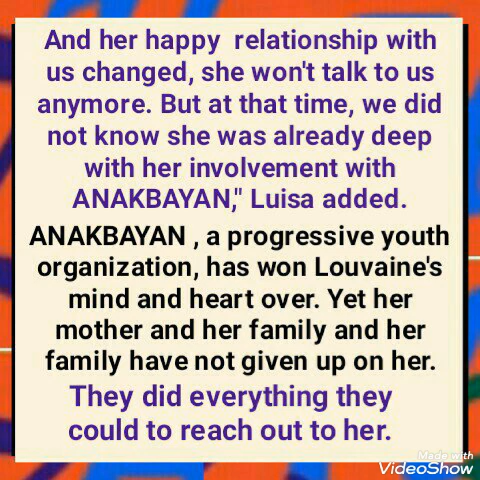 And her happy relationship with
us changed, she won't talk to us
anymore. But at that time, we did
not know she was already deep
with her involvement with
ANAKBAYAN," Luisa added.
ANAKBAYAN , a progressive youth
organization, has won Louvaine's
mind and heart over. Yet her
mother and her family and her
family have not given up on her.
They did everything they
could to reach out to her.
Made with
VideoShow